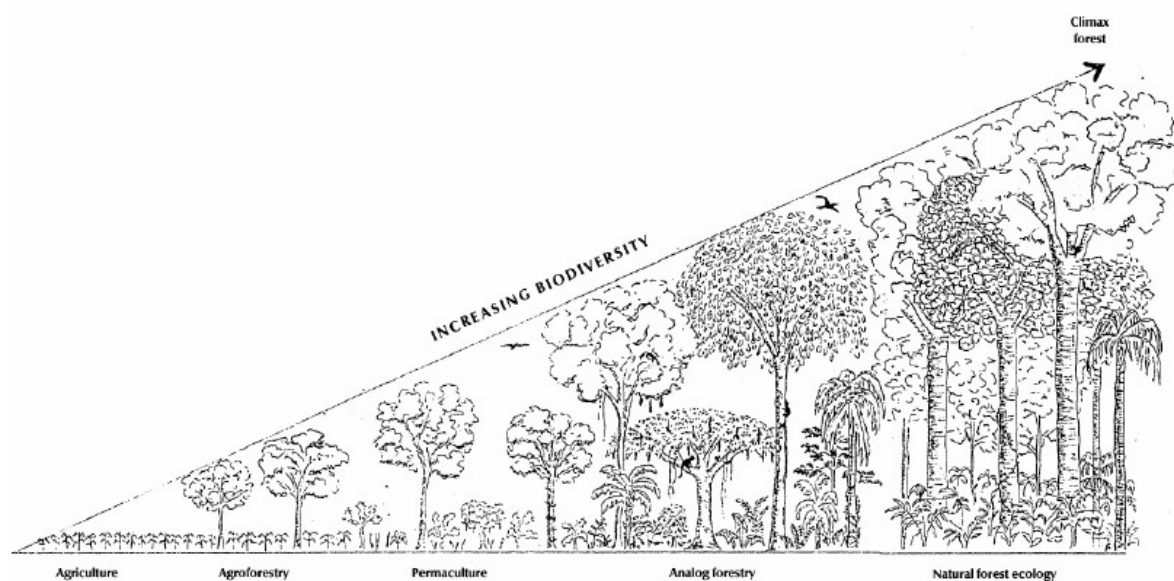 Climax
forest
INCREASING BIODIVERSITY
Agriculture
Agroforestry
Permaculture
Analog forestry
Natural forest ecology